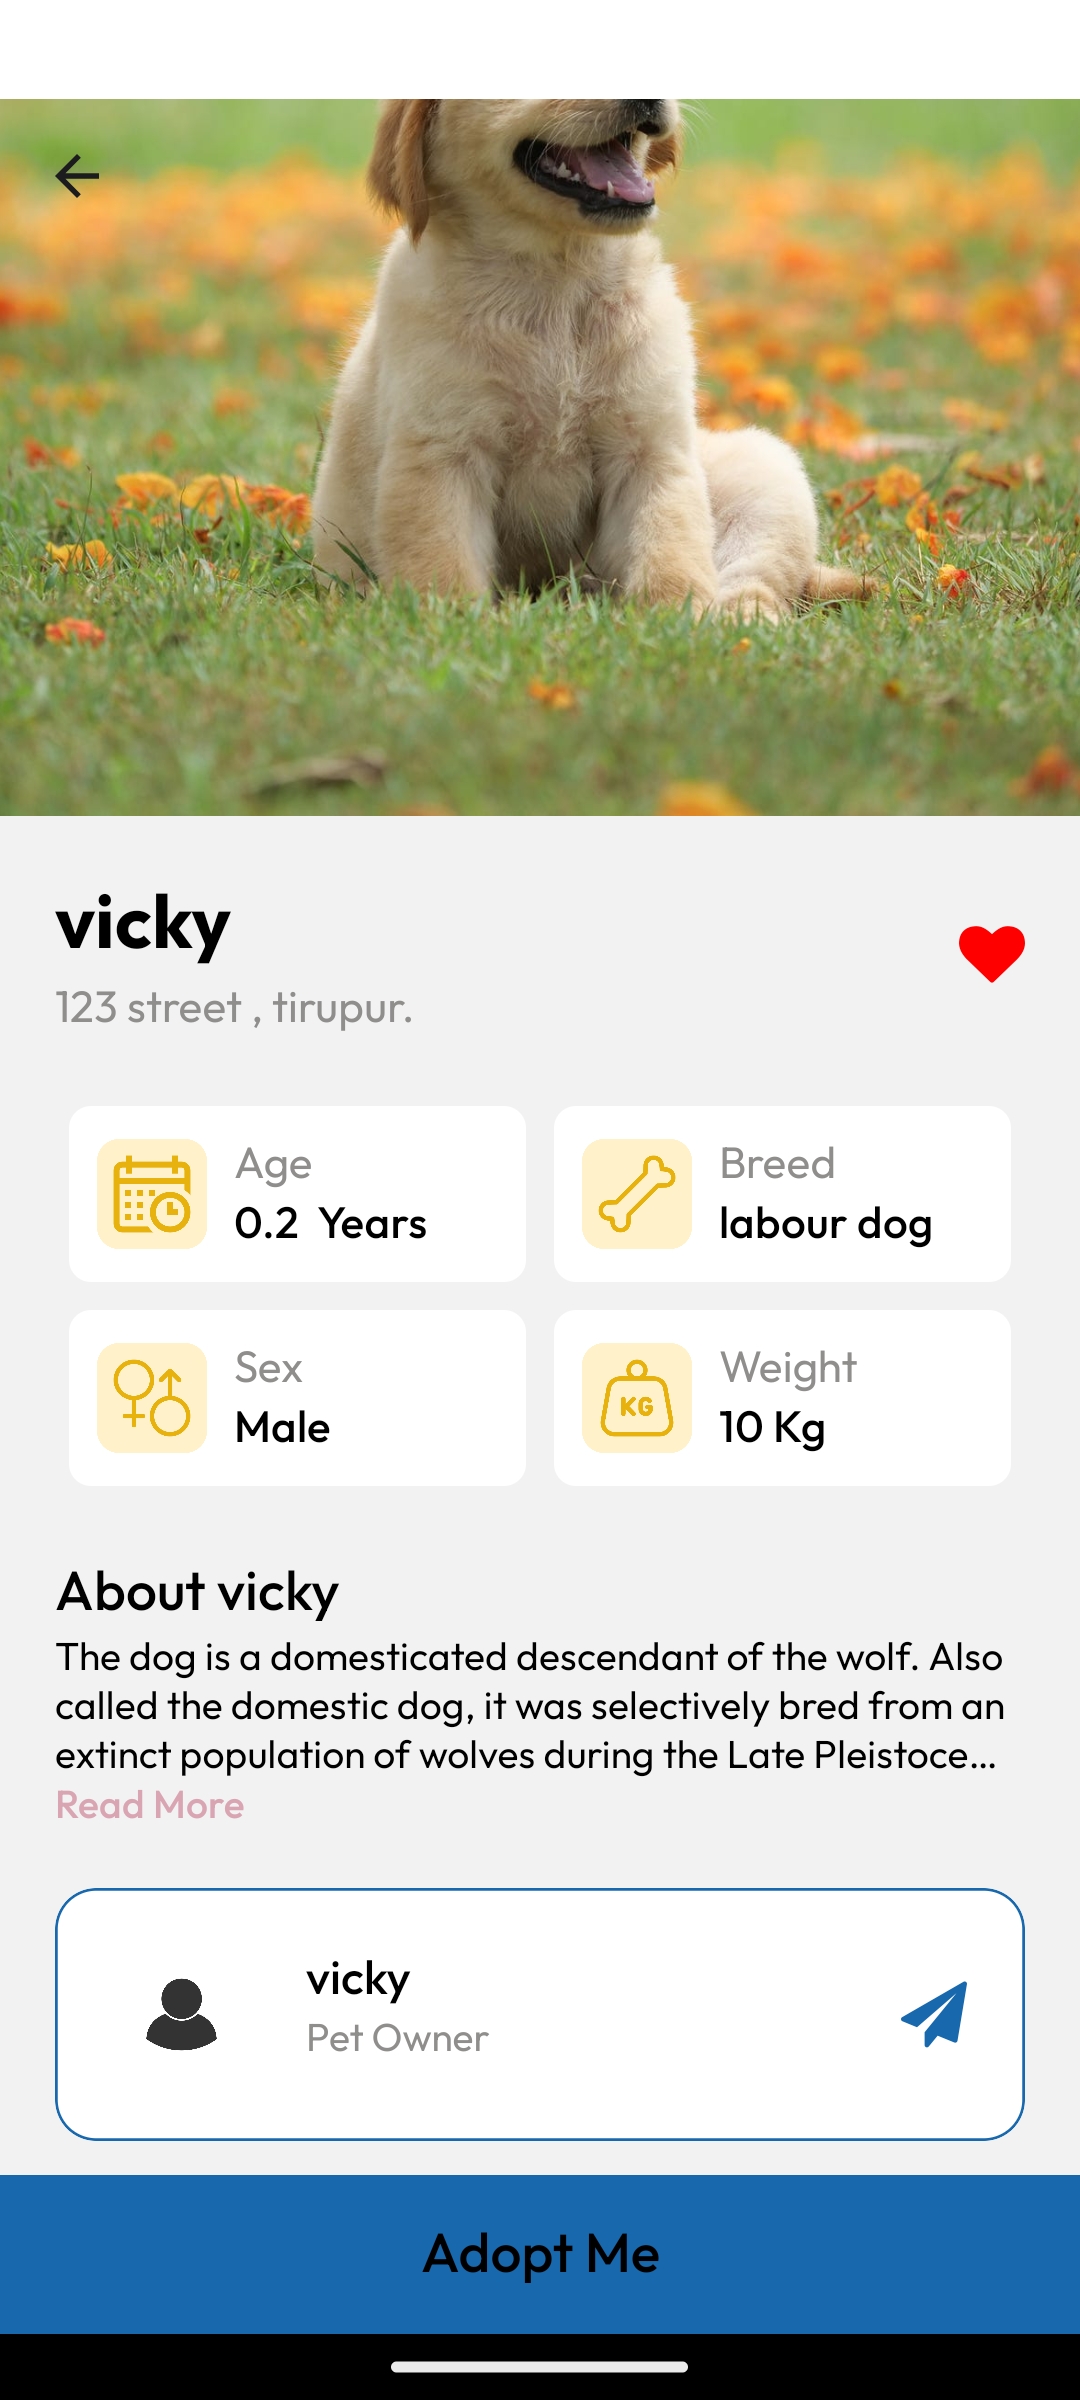 vicky
123 street , tirupur.
Age
0.2  Years
Breed
labour dog
Sex
Male
KG
Weight
10 Kg
About vicky
The dog is a domesticated descendant of the wolf. Also
called the domestic dog, it was selectively bred from an
extinct population of wolves during the Late Pleistoce...
Read More
vicky
Pet Owner
Adopt Me